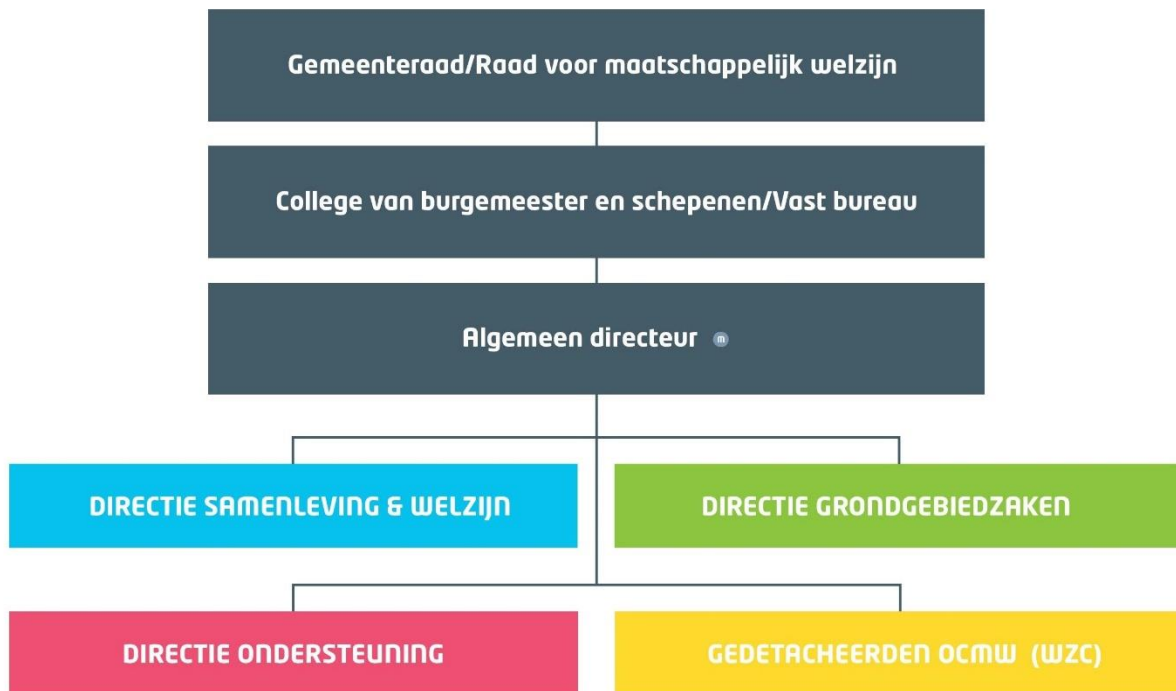 Gemeenteraad/Raad voor maatschappelijk welzijn
College van burgemeester en schepenen/Vast bureau
Algemeen directeur m
DIRECTIE SAMENLEVING & WELZIJN
DIRECTIE GRONDGEBIEDZAKEN
DIRECTIE ONDERSTEUNING
GEDETACHEERDEN OCMW (WZC)